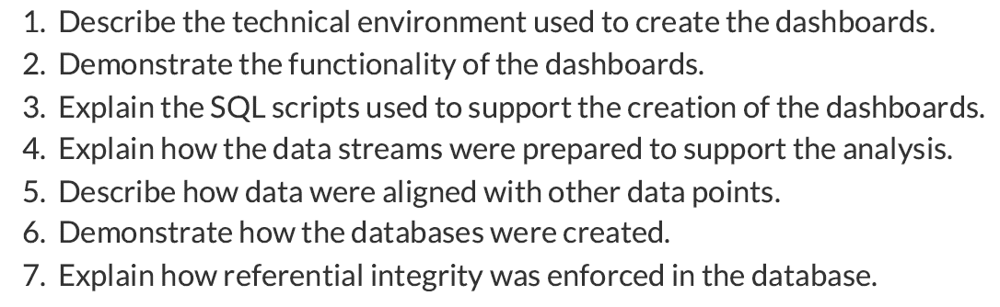 1. Describe the technical environment used to create the dashboards.
2. Demonstrate the functionality of the dashboards.
3. Explain the SQL scripts used to support the creation of the dashboards.
4. Explain how the data streams were prepared to support the analysis.
5. Describe how data were aligned with other data points.
6. Demonstrate how the databases were created.
7. Explain how referential integrity was enforced in the database.